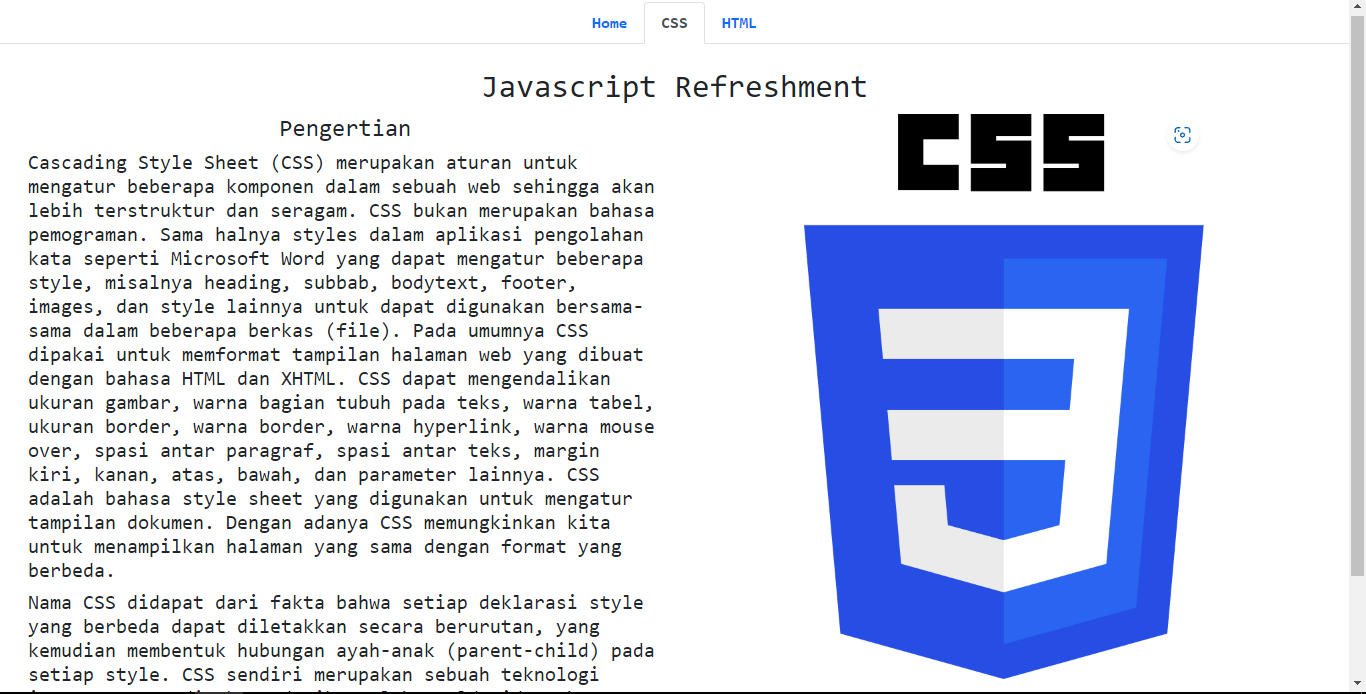 Home CSS HTML
Javascript Refreshment
Pengertian
Cascading Style Sheet (CSS) merupakan aturan untuk
mengatur beberapa komponen dalam sebuah web sehingga akan
lebih terstruktur dan seragam. CSS bukan merupakan bahasa
pemograman. Sama halnya styles dalam aplikasi pengolahan
kata seperti Microsoft Word yang dapat mengatur beberapa
style, misalnya heading, subbab, bodytext, footer,
images, dan style lainnya untuk dapat digunakan bersama-
sama dalam beberapa berkas (file). Pada umumnya CSS
dipakai untuk memformat tampilan halaman web yang dibuat
dengan bahasa HTML dan XHTML. CSS dapat mengendalikan
ukuran gambar, warna bagian tubuh pada teks, warna tabel,
ukuran border, warna border, warna hyperlink, warna mouse
over, spasi antar paragraf, spasi antar teks, margin
kiri, kanan, atas, bawah, dan parameter lainnya. CSS
adalah bahasa style sheet yang digunakan untuk mengatur
tampilan dokumen. Dengan adanya CSS memungkinkan kita
untuk menampilkan halaman yang sama dengan format yang
berbeda.
Nama CSS didapat dari fakta bahwa setiap deklarasi style
yang berbeda dapat diletakkan secara berurutan, yang
kemudian membentuk hubungan ayah-anak (parent-child) pada
setiap style. CSS sendiri merupakan sebuah teknologi
CSS
3